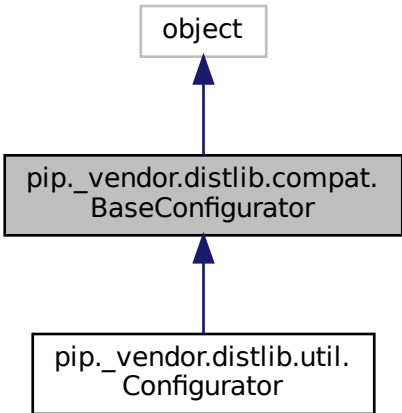 object
pip._vendor.distlib.compat.
BaseConfigurator
pip._vendor.distlib.util.
Configurator